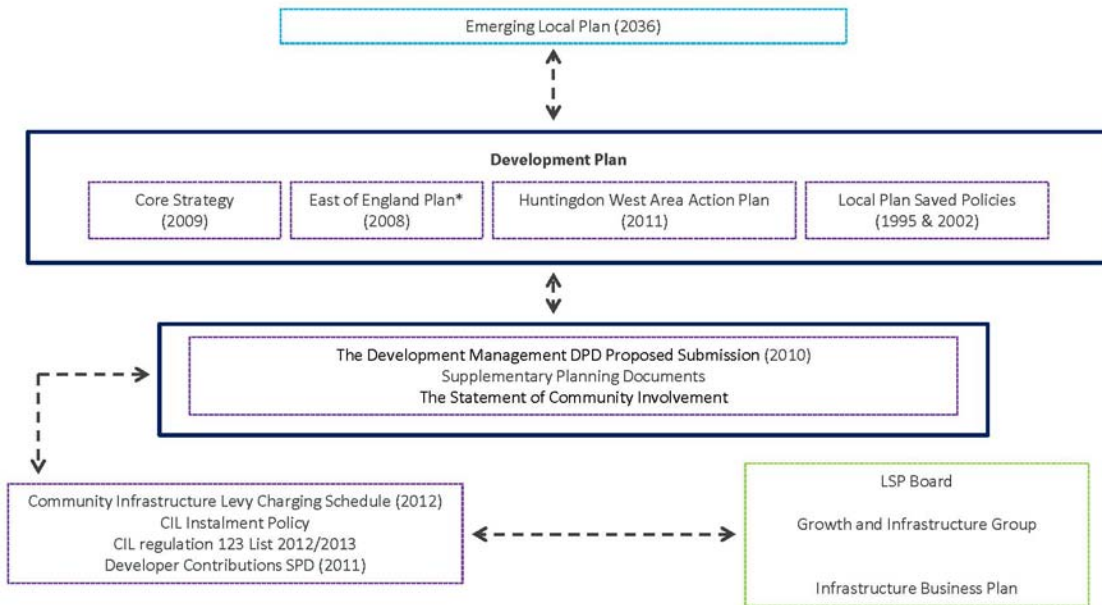 Emerging Local Plan (2036)
Development Plan
Core Strategy
(2009)
East of England Plan*
(2008)
Huntingdon West Area Action Plan
(2011)
Local Plan Saved Policies
(1995 & 2002)
The Development Management DPD Proposed Submission (2010)
Supplementary Planning Documents
The Statement of Community Involvement
Community Infrastructure Levy Charging Schedule (2012)
CIL Instalment Policy
CIL regulation 123 List 2012/2013
Developer Contributions SPD (2011)
LSP Board
Growth and Infrastructure Group
Infrastructure Business Plan